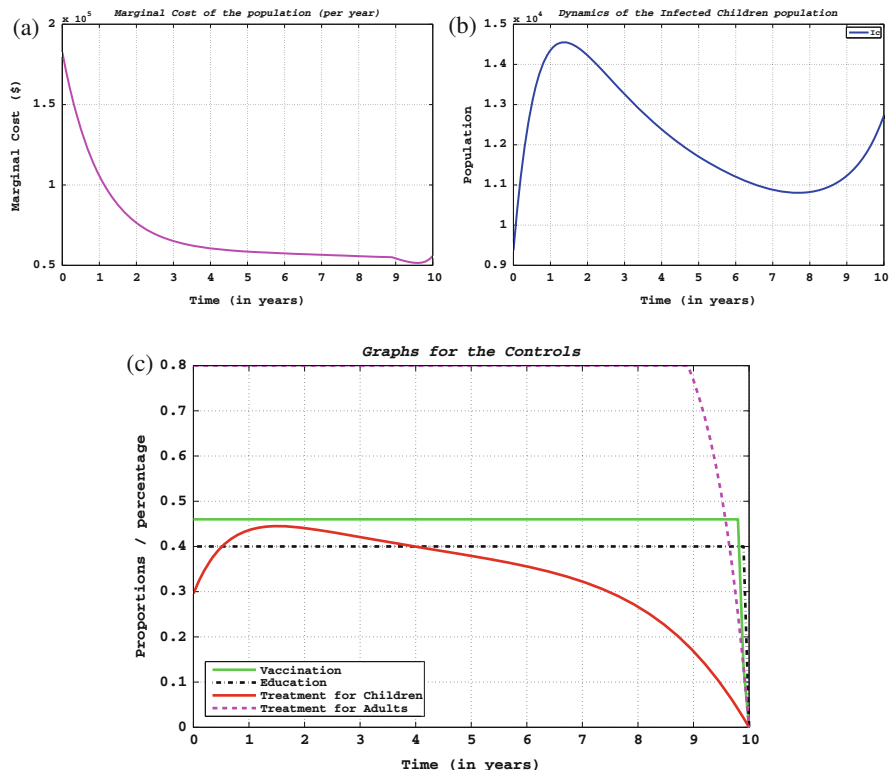 (a)
Marginal Cost of the population (per year)
x 10^5
2
1.5
1
0.5
Marginal Cost ($)
0 1 2 3 4 5 6 7 8 9 10
Time (in years)
(b)
Dynamics of the Infected Children population
x 10^4
Ic
1.5
1.4
1.3
1.2
1.1
1
0.9
Population
0 1 2 3 4 5 6 7 8 9 10
Time (in years)
(c)
Graphs for the Controls
0.8
0.7
0.6
0.5
0.4
0.3
0.2
0.1
0
Proportions / percentage
Vaccination
Education
Treatment for Children
Treatment for Adults
0 1 2 3 4 5 6 7 8 9 10
Time (in years)